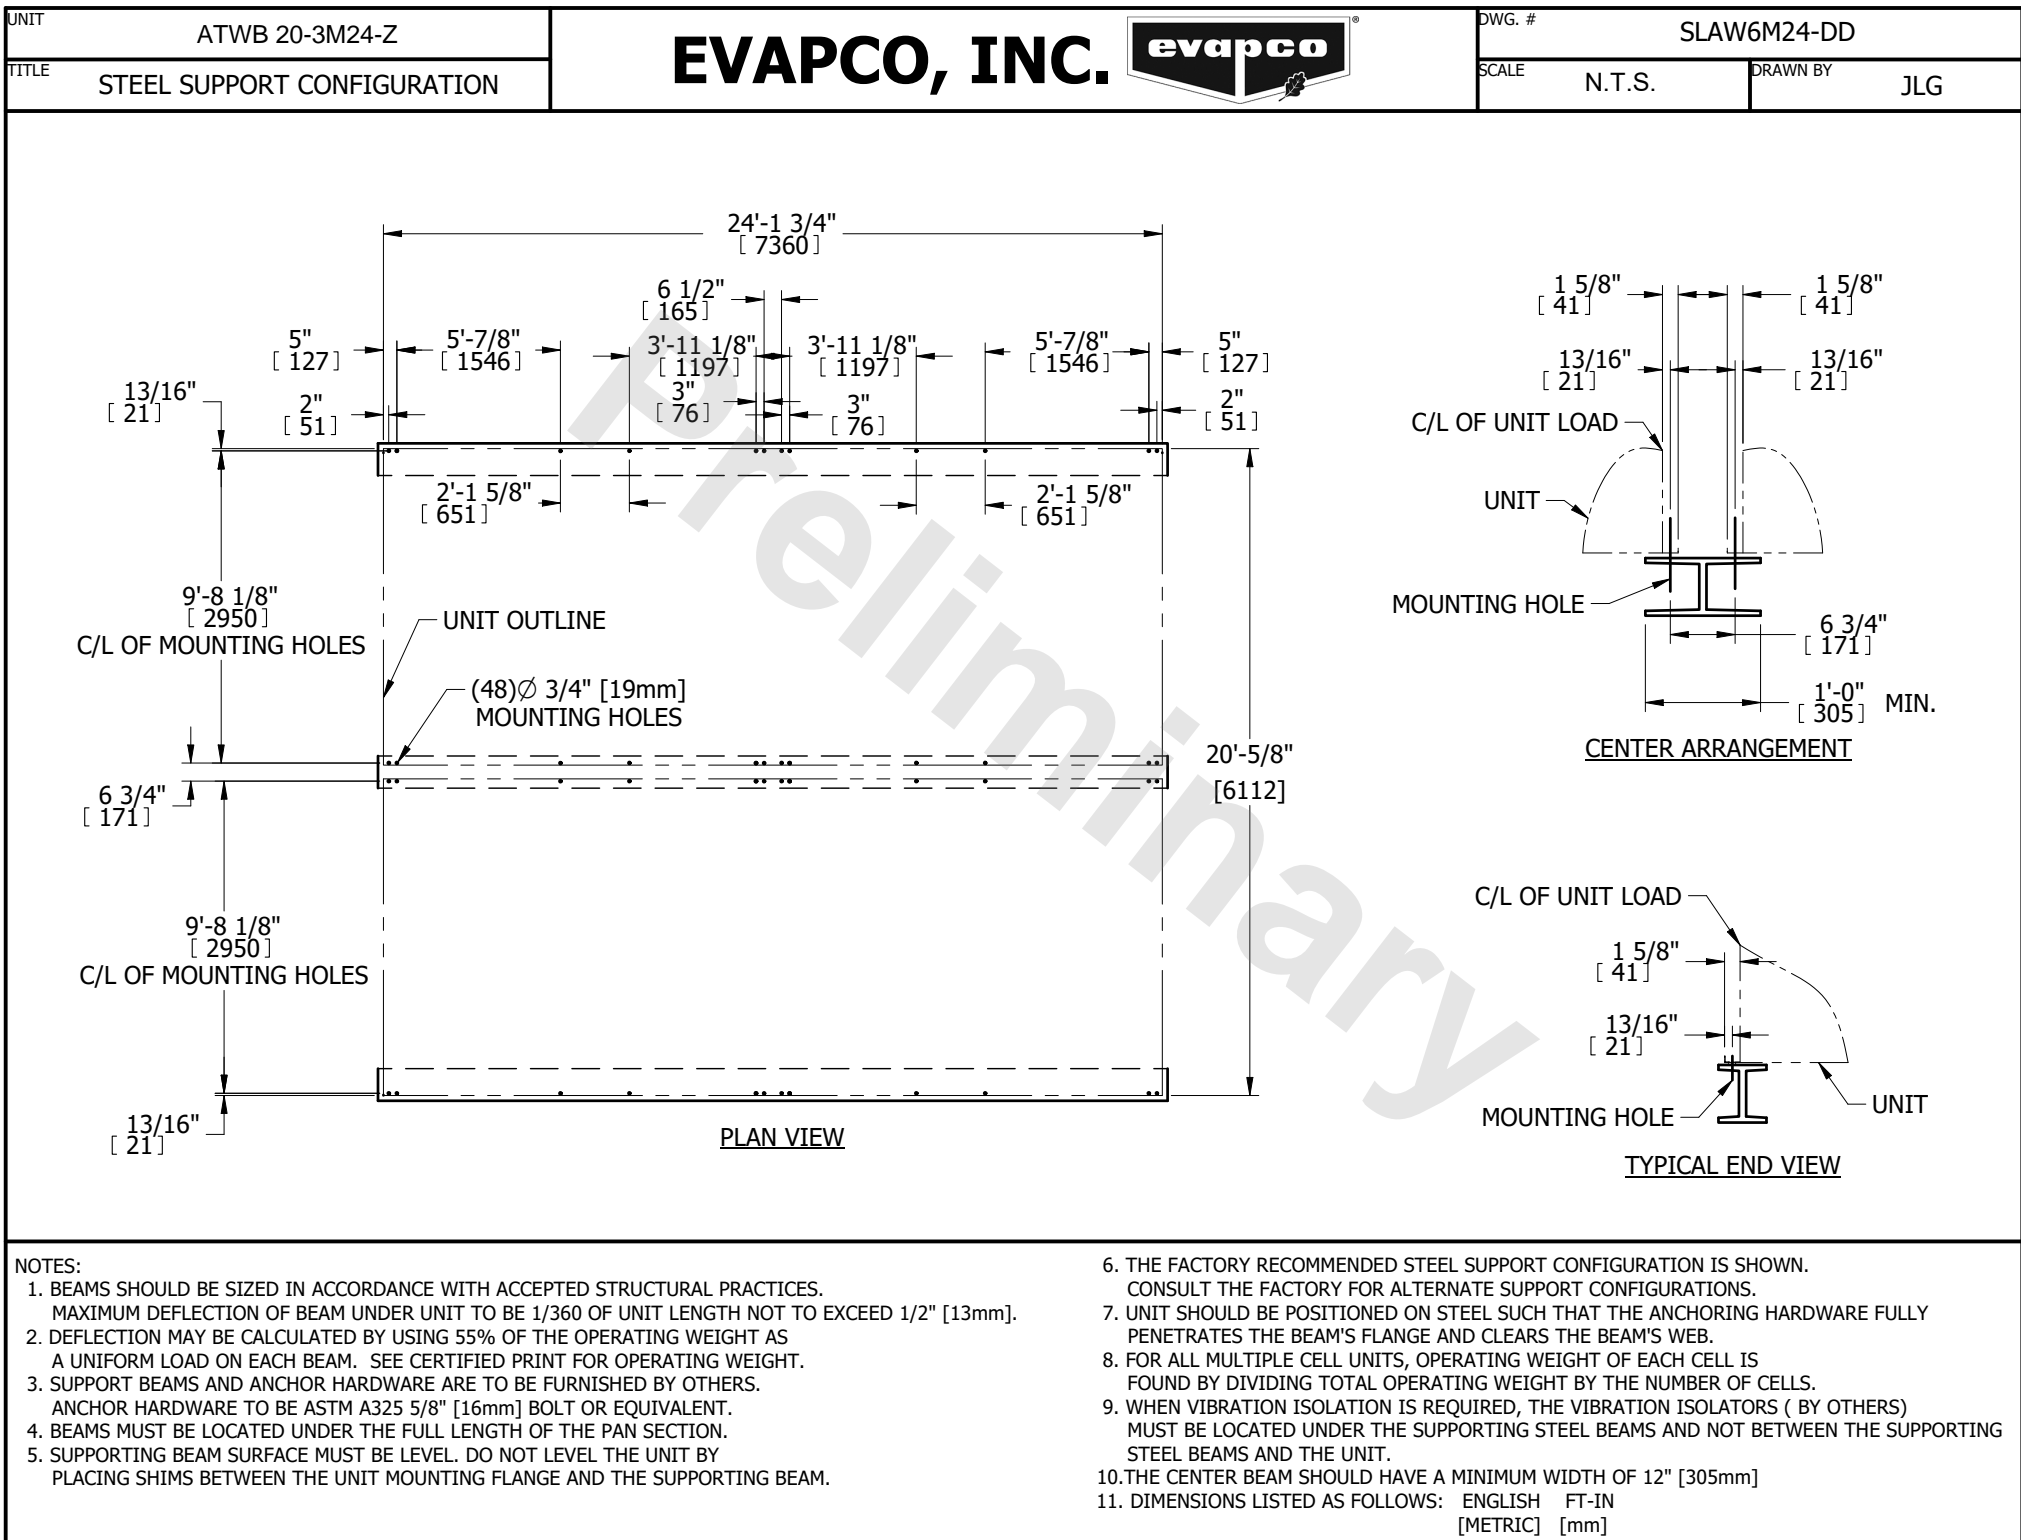 UNIT
ATWB 20-3M24-Z
TITLE
STEEL SUPPORT CONFIGURATION
EVAPCO, INC.
evapco
®
DWG. #
SLAW6M24-DD
SCALE
N.T.S.
DRAWN BY
JLG
24'-1 3/4"
[ 7360 ]
6 1/2"
[ 165 ]
5"
[ 127 ]
5'-7/8"
[ 1546 ]
3'-11 1/8"
[ 1197 ]
3'-11 1/8"
[ 1197 ]
5'-7/8"
[ 1546 ]
5"
[ 127 ]
13/16"
[ 21 ]
2"
[ 51 ]
3"
[ 76 ]
3"
[ 76 ]
2"
[ 51 ]
2'-1 5/8"
[ 651 ]
2'-1 5/8"
[ 651 ]
9'-8 1/8"
[ 2950 ]
C/L OF MOUNTING HOLES
UNIT OUTLINE
(48)∅ 3/4" [19mm]
MOUNTING HOLES
6 3/4"
[ 171 ]
20'-5/8"
[6112]
9'-8 1/8"
[ 2950 ]
C/L OF MOUNTING HOLES
13/16"
[ 21 ]
PLAN VIEW
Preliminary
1 5/8"
[ 41 ]
1 5/8"
[ 41 ]
13/16"
[ 21 ]
13/16"
[ 21 ]
C/L OF UNIT LOAD
UNIT
MOUNTING HOLE
6 3/4"
[ 171 ]
1'-0"
[ 305 ]
MIN.
CENTER ARRANGEMENT
C/L OF UNIT LOAD
1 5/8"
[ 41 ]
13/16"
[ 21 ]
MOUNTING HOLE
UNIT
TYPICAL END VIEW
NOTES:
1. BEAMS SHOULD BE SIZED IN ACCORDANCE WITH ACCEPTED STRUCTURAL PRACTICES.
MAXIMUM DEFLECTION OF BEAM UNDER UNIT TO BE 1/360 OF UNIT LENGTH NOT TO EXCEED 1/2" [13mm].
2. DEFLECTION MAY BE CALCULATED BY USING 55% OF THE OPERATING WEIGHT AS
A UNIFORM LOAD ON EACH BEAM. SEE CERTIFIED PRINT FOR OPERATING WEIGHT.
3. SUPPORT BEAMS AND ANCHOR HARDWARE ARE TO BE FURNISHED BY OTHERS.
ANCHOR HARDWARE TO BE ASTM A325 5/8" [16mm] BOLT OR EQUIVALENT.
4. BEAMS MUST BE LOCATED UNDER THE FULL LENGTH OF THE PAN SECTION.
5. SUPPORTING BEAM SURFACE MUST BE LEVEL. DO NOT LEVEL THE UNIT BY
PLACING SHIMS BETWEEN THE UNIT MOUNTING FLANGE AND THE SUPPORTING BEAM.
6. THE FACTORY RECOMMENDED STEEL SUPPORT CONFIGURATION IS SHOWN.
CONSULT THE FACTORY FOR ALTERNATE SUPPORT CONFIGURATIONS.
7. UNIT SHOULD BE POSITIONED ON STEEL SUCH THAT THE ANCHORING HARDWARE FULLY
PENETRATES THE BEAM'S FLANGE AND CLEARS THE BEAM'S WEB.
8. FOR ALL MULTIPLE CELL UNITS, OPERATING WEIGHT OF EACH CELL IS
FOUND BY DIVIDING TOTAL OPERATING WEIGHT BY THE NUMBER OF CELLS.
9. WHEN VIBRATION ISOLATION IS REQUIRED, THE VIBRATION ISOLATORS ( BY OTHERS)
MUST BE LOCATED UNDER THE SUPPORTING STEEL BEAMS AND NOT BETWEEN THE SUPPORTING
STEEL BEAMS AND THE UNIT.
10.THE CENTER BEAM SHOULD HAVE A MINIMUM WIDTH OF 12" [305mm]
11. DIMENSIONS LISTED AS FOLLOWS: ENGLISH FT-IN
[METRIC] [mm]